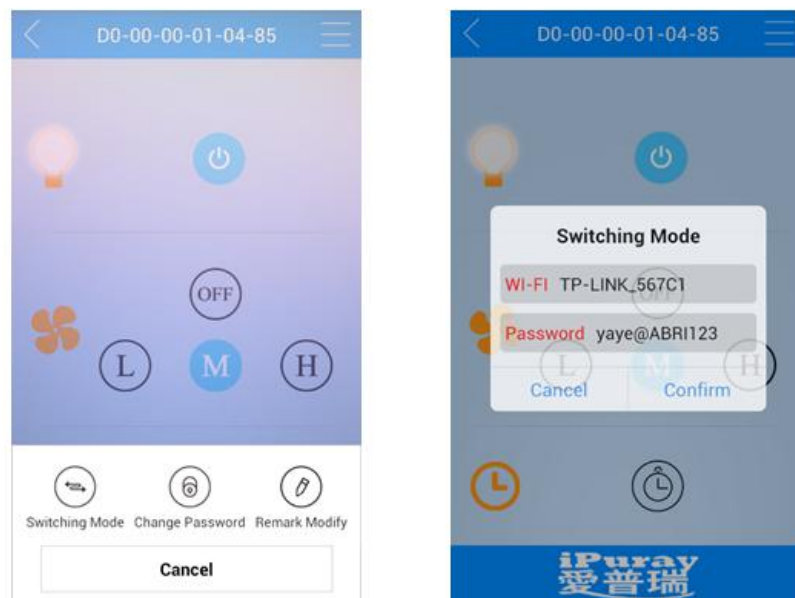 D0-00-00-01-04-85
OFF
L M H
Switching Mode Change Password Remark Modify
Cancel
D0-00-00-01-04-85
Switching Mode
WI-FI TP-LINK_567C1
OFF
Password yaye@ABRI123
L M H
Cancel Confirm
iPuray
愛普瑞